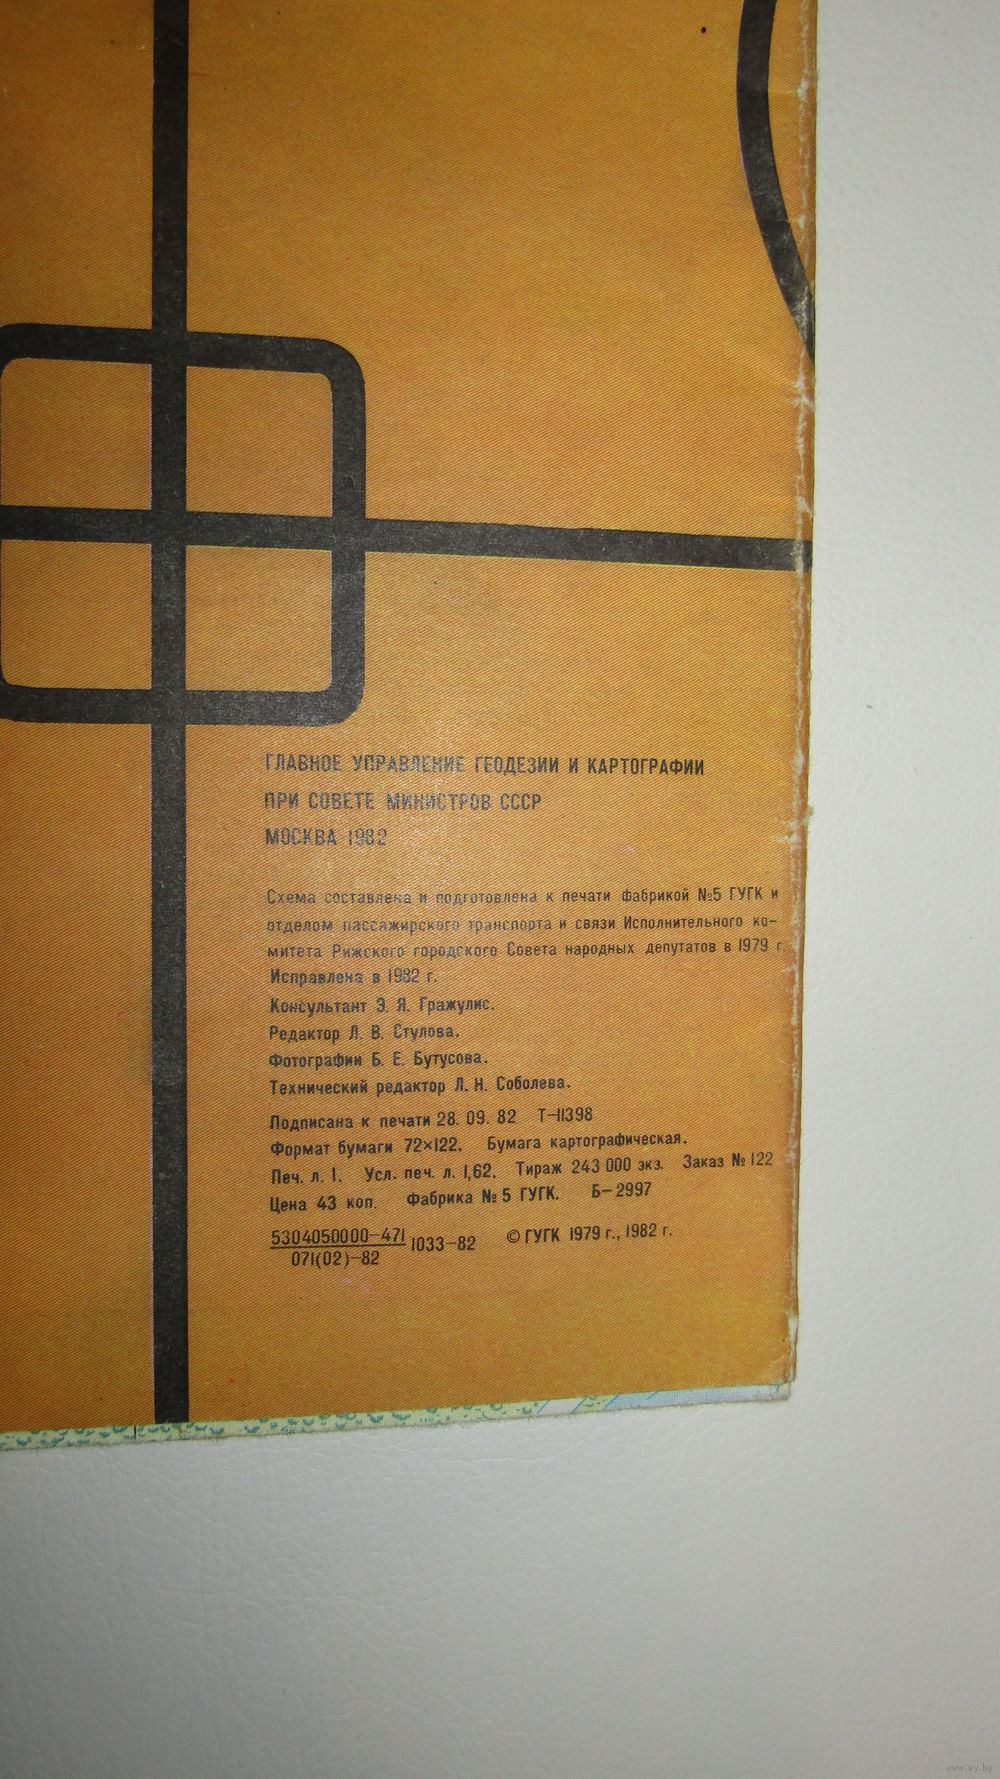 ГЛАВНОЕ УПРАВЛЕНИЕ ГЕОДЕЗИИ И КАРТОГРАФИИ
ПРИ СОВЕТЕ МИНИСТРОВ СССР
МОСКВА 1982
Схема составлена и подготовлена к печати фабрикой №5 ГУГК и
отделом пассажирского транспорта и связи Исполнительного ко-
митета Рижского городского Совета народных депутатов в 1979 г
Исправлена в 1982 г.
Консультант Э. Я. Гражулис.
Редактор Л. В. Стулова.
Фотографии Б. Е. Бутусова.
Технический редактор Л. Н. Соболева.
Подписана к печати 28. 09. 82 Т-11398
Формат бумаги 72×122. Бумага картографическая.
Печ. л. 1. Усл. печ. л. 1,62. Тираж 243 000 экз. Заказ № 122
Цена 43 коп. Фабрика № 5 ГУГК. Б-2997
5304050000-471
071(02)-82
1033-82 © ГУГК 1979 г., 1982 г.
www.ay.by